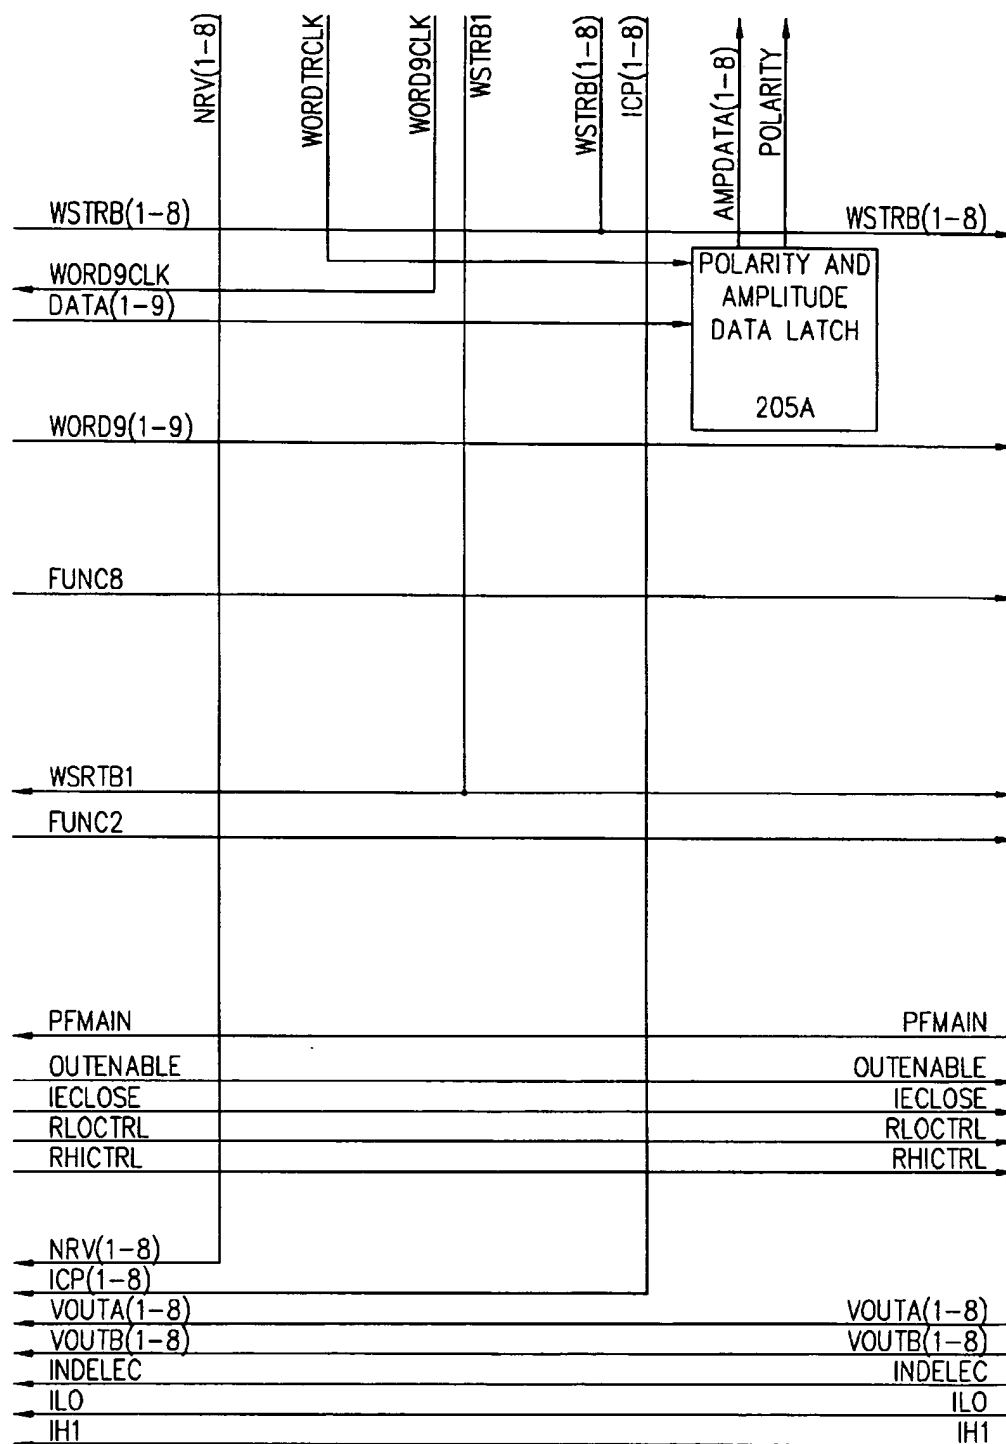 NRV(1-8)
WORDTRCLK
WORD9CLK
WSTRB1
WSTRB(1-8)
ICP(1-8)
AMPDATA(1-8)
POLARITY
WSTRB(1-8)
WSTRB(1-8)
WORD9CLK
DATA(1-9)
POLARITY AND
AMPLITUDE
DATA LATCH
205A
WORD9(1-9)
FUNC8
WSRTB1
FUNC2
PFMAIN
PFMAIN
OUTENABLE
OUTENABLE
IECLOSE
IECLOSE
RLOCTRL
RLOCTRL
RHICTRL
RHICTRL
NRV(1-8)
ICP(1-8)
VOUTA(1-8)
VOUTA(1-8)
VOUTB(1-8)
VOUTB(1-8)
INDELEC
INDELEC
ILO
ILO
IH1
IH1